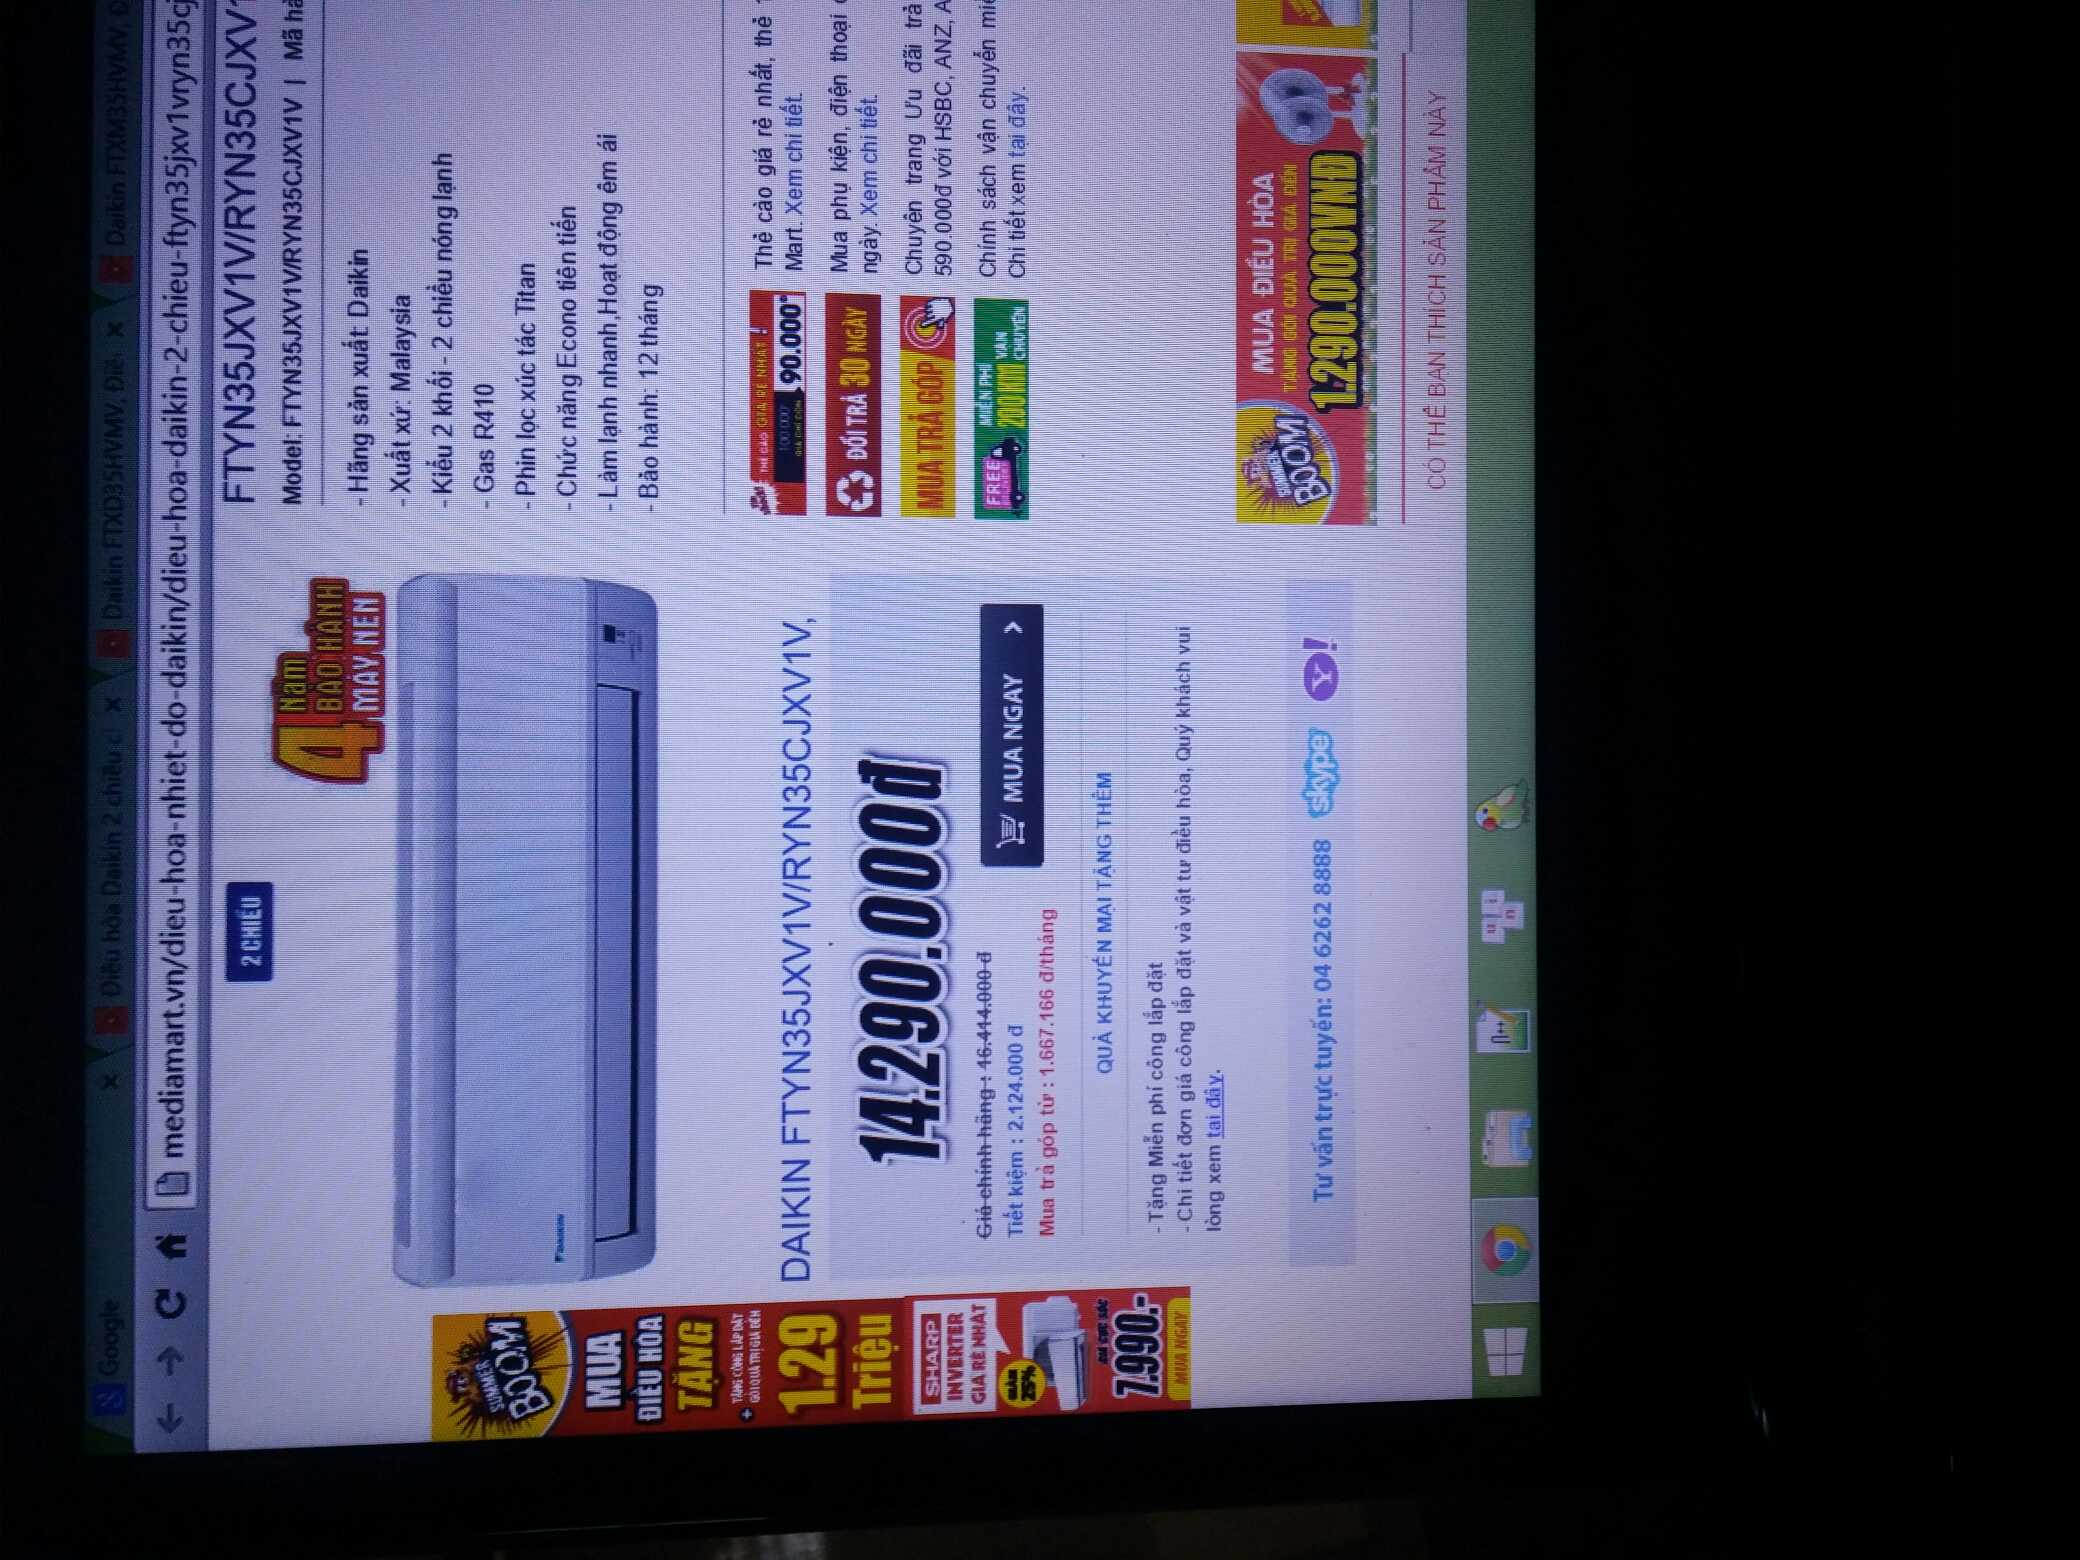 Google
Điều hòa Daikin 2 chiều
Daikin FTXD35HVMV, Điều
Daikin FTXM35HVMV, Đ
mediamart.vn/dieu-hoa-nhiet-do-daikin/dieu-hoa-daikin-2-chieu-ftyn35jxv1vryn35cj
2 CHIỀU
4 Năm
BẢO HÀNH
MÁY NÉN
DAIKIN
FTYN35JXV1V/RYN35CJXV1
Model: FTYN35JXV1V/RYN35CJXV1V | Mã hà
- Hãng sản xuất: Daikin
- Xuất xứ: Malaysia
- Kiểu 2 khối - 2 chiều nóng lạnh
- Gas R410
- Phin lọc xúc tác Titan
- Chức năng Econo tiên tiến
- Làm lạnh nhanh,Hoạt động êm ái
- Bảo hành: 12 tháng
THẺ CÀO GIÁ RẺ NHẤT !
100.000
GIÁ CHỈ CÒN
90.000đ
Thẻ cào giá rẻ nhất, thẻ
Mart. Xem chi tiết.
ĐỔI TRẢ 30 NGÀY
Mua phụ kiện, điện thoại
ngày. Xem chi tiết.
MUA TRẢ GÓP
Chuyên trang Ưu đãi trả
590.000đ với HSBC, ANZ, A
FREE
MIỄN PHÍ
200KM VẬN
CHUYỂN
Chính sách vận chuyển miễ
Chi tiết xem tại đây.
DAIKIN FTYN35JXV1V/RYN35CJXV1V,
14.290.000đ
Giá chính hãng : 16.414.000 đ
Tiết kiệm : 2.124.000 đ
Mua trả góp từ : 1.667.166 đ/tháng
MUA NGAY
QUÀ KHUYẾN MẠI TẶNG THÊM
- Tặng Miễn phí công lắp đặt
- Chi tiết đơn giá công lắp đặt và vật tư điều hòa, Quý khách vui
lòng xem tại đây.
Tư vấn trực tuyến: 04 6262 8888 skype Y!
SUMMER
BOOM
MUA
ĐIỀU HÒA
TẶNG
+ TẶNG CÔNG LẮP ĐẶT
GÓI QUÀ TRỊ GIÁ ĐẾN
1.29
Triệu
SHARP
INVERTER
GIÁ RẺ NHẤT
GIẢM
25%
7.990.-
MUA NGAY
SUMMER
BOOM
MUA ĐIỀU HÒA
TẶNG GÓI QUÀ TRỊ GIÁ ĐẾN
1.290.000VNĐ
CÓ THỂ BẠN THÍCH SẢN PHẨM NÀY